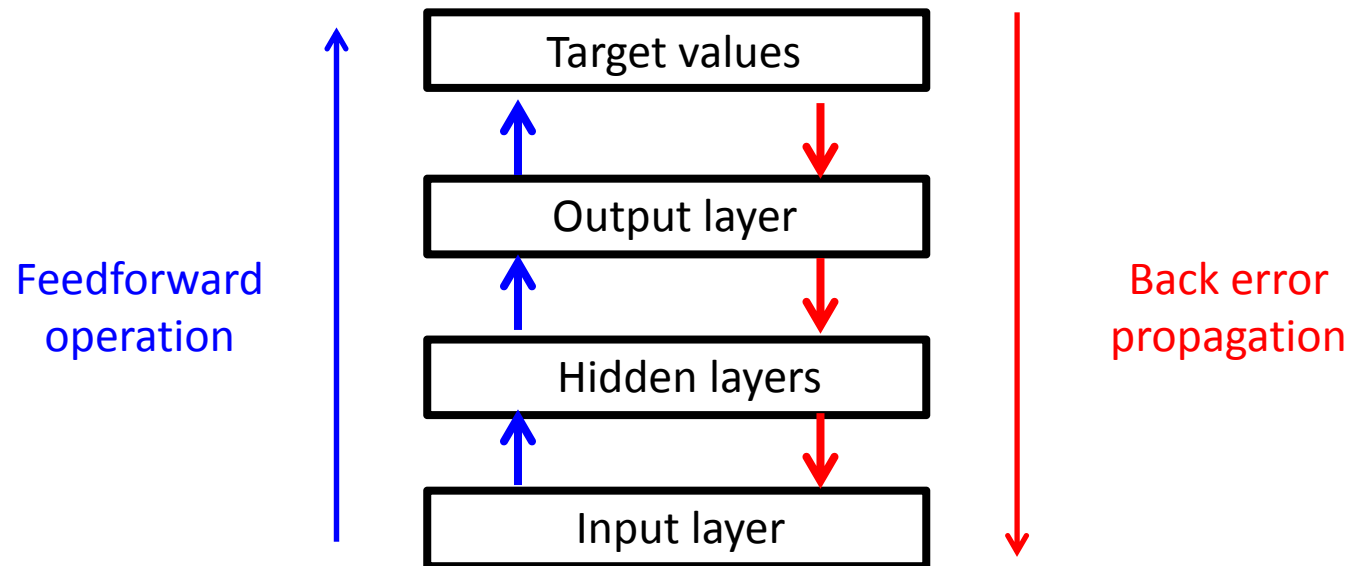 Target values
Output layer
Feedforward
operation
Back error
propagation
Hidden layers
Input layer